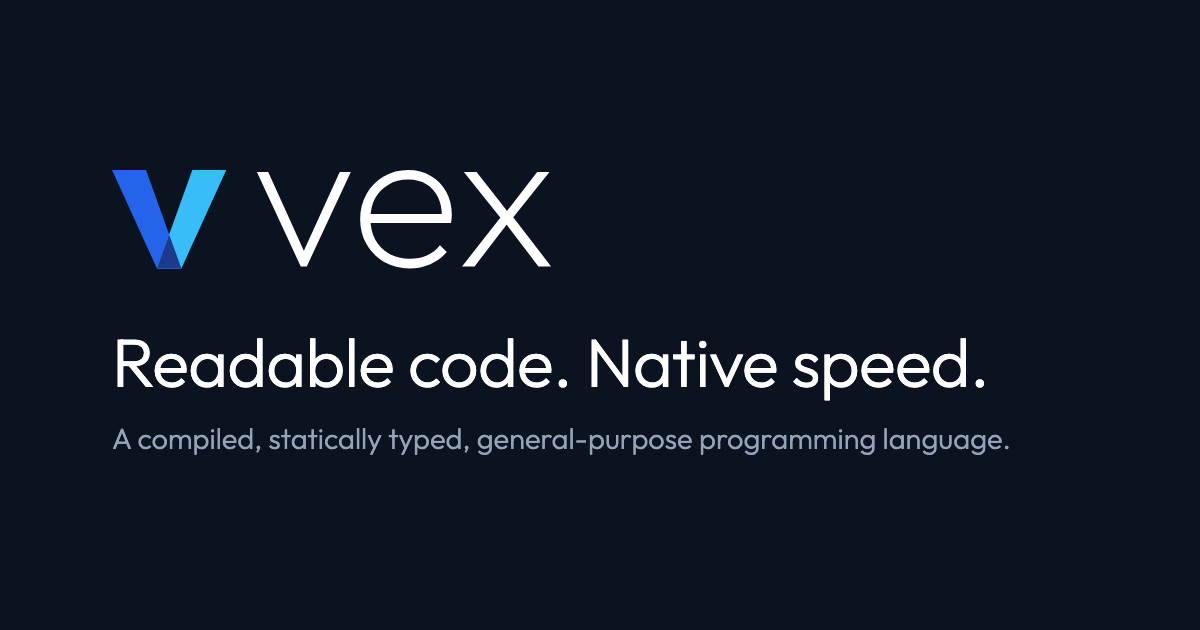 vex
Readable code. Native speed.
A compiled, statically typed, general-purpose programming language.